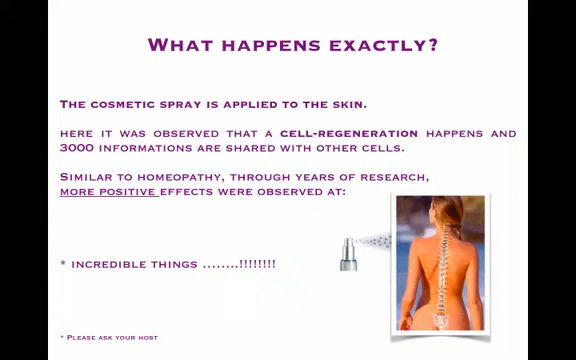 WHAT HAPPENS EXACTLY?
THE COSMETIC SPRAY IS APPLIED TO THE SKIN.
HERE IT WAS OBSERVED THAT A CELL-REGENERATION HAPPENS AND
3000 INFORMATIONS ARE SHARED WITH OTHER CELLS.
SIMILAR TO HOMEOPATHY, THROUGH YEARS OF RESEARCH,
MORE POSITIVE EFFECTS WERE OBSERVED AT:
* INCREDIBLE THINGS ........!!!!!!!!
* PLEASE ASK YOUR HOST